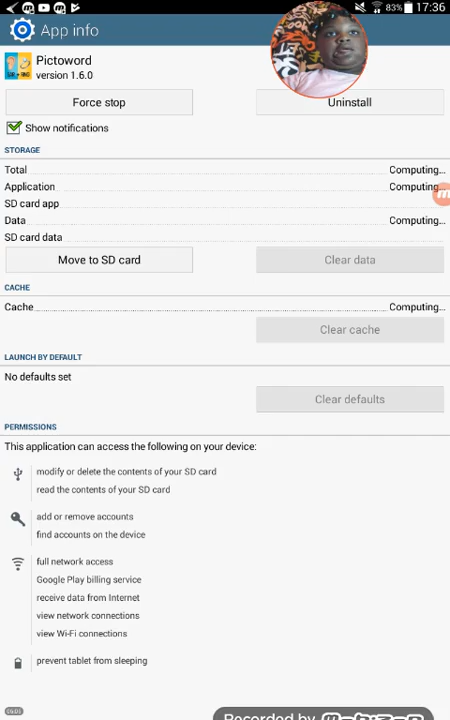 83% 17:36
App info
Pictoword
version 1.6.0
Force stop
Uninstall
Show notifications
STORAGE
Total Computing...
Application Computing...
SD card app
Data Computing...
SD card data
Move to SD card
Clear data
CACHE
Cache Computing...
Clear cache
LAUNCH BY DEFAULT
No defaults set
Clear defaults
PERMISSIONS
This application can access the following on your device:
modify or delete the contents of your SD card
read the contents of your SD card
add or remove accounts
find accounts on the device
full network access
Google Play billing service
receive data from Internet
view network connections
view Wi-Fi connections
prevent tablet from sleeping
Recorded by Mobizen